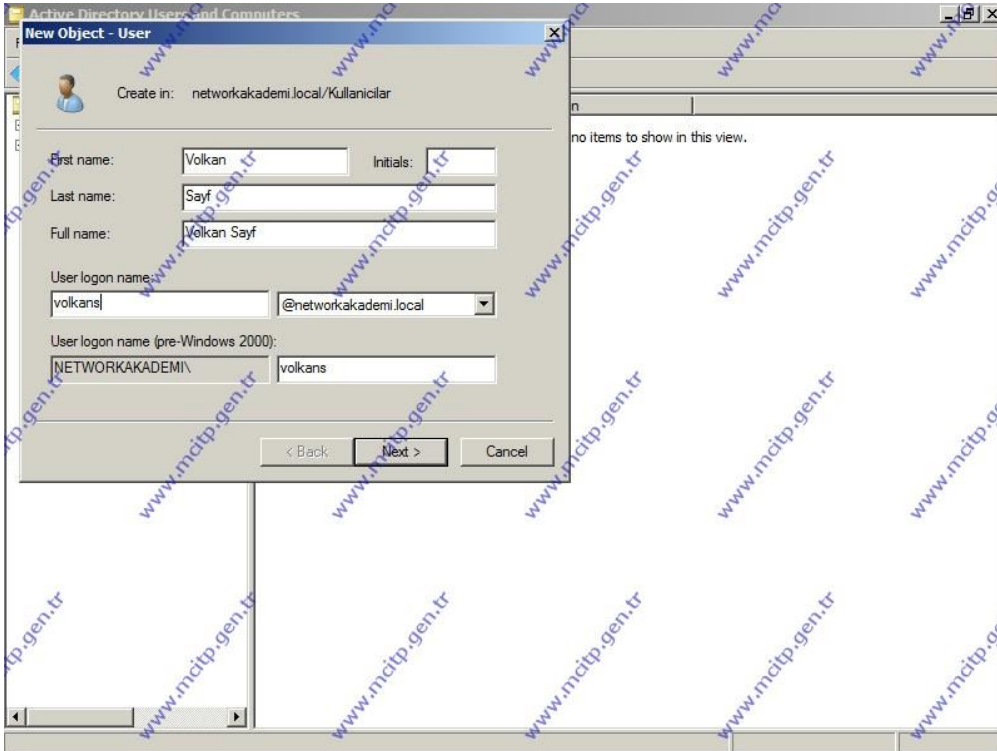 Active Directory Users and Computers
New Object - User
Create in: networkakademi.local/Kullanicilar
n
no items to show in this view.
First name: Volkan Initials:
Last name: Sayf
Full name: Volkan Sayf
User logon name:
volkans @networkakademi.local
User logon name (pre-Windows 2000):
NETWORKAKADEMI\ volkans
< Back Next > Cancel
www.mcitp.gen.tr